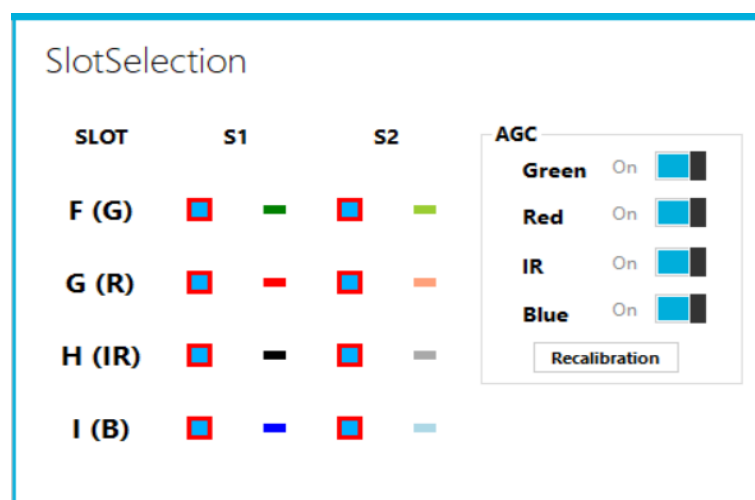 SlotSelection
SLOT S1 S2
F (G)
G (R)
H (IR)
I (B)
AGC
Green On
Red On
IR On
Blue On
Recalibration